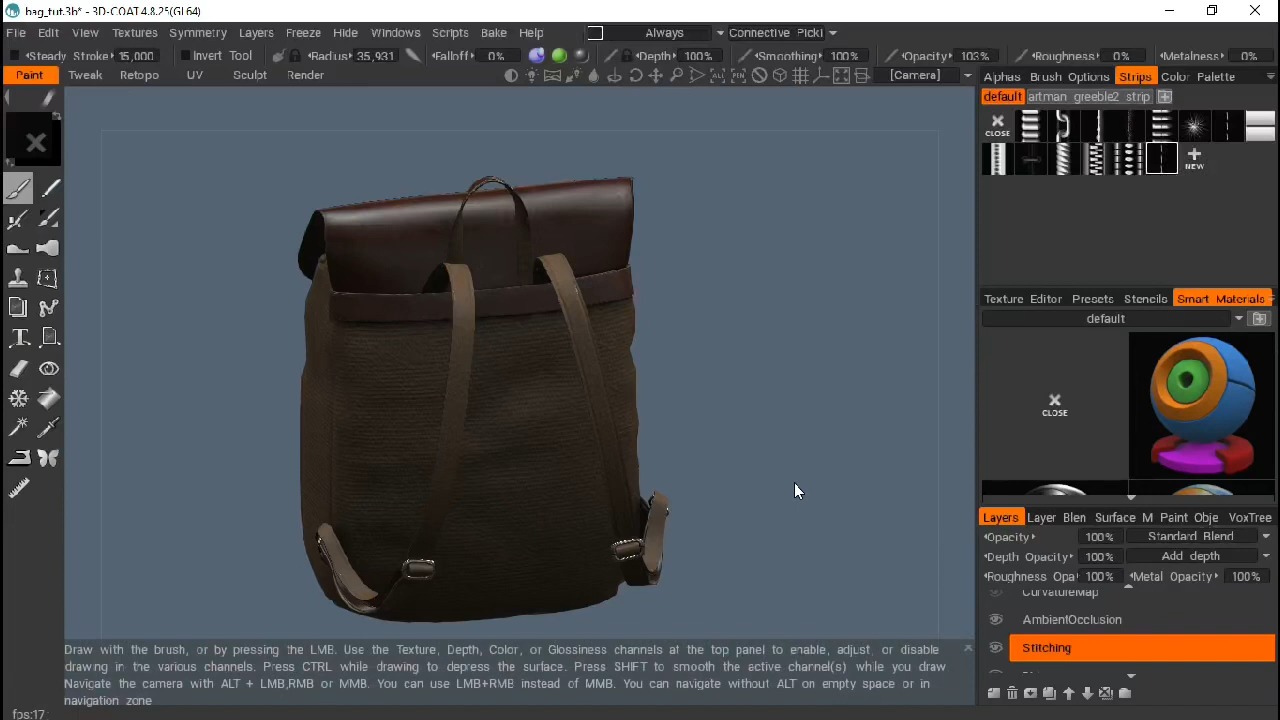 bag_tut.3b* - 3D-COAT 4.8.25(GL64)
File Edit View Textures Symmetry Layers Freeze Hide Windows Scripts Bake Help Always Connective Picki
Steady Stroke 15,000 Invert Tool Radius 35,931 Falloff 0% Depth 100% Smoothing 100% Opacity 103% Roughness 0% Metalness 0%
Paint Tweak Retopo UV Sculpt Render [Camera]
Alphas Brush Options Strips Color Palette
default artman greeble2 strip
CLOSE
NEW
Texture Editor Presets Stencils Smart Materials
default
CLOSE
Layers Layer Blen Surface M Paint Obje VoxTree
Opacity 100% Standard Blend
Depth Opacity 100% Add depth
Roughness Opa 100% Metal Opacity 100%
CurvatureMap
AmbientOcclusion
Stitching
Draw with the brush, or by pressing the LMB. Use the Texture, Depth, Color, or Glossiness channels at the top panel to enable, adjust, or disable
drawing in the various channels. Press CTRL while drawing to depress the surface. Press SHIFT to smooth the active channel(s) while you draw
Navigate the camera with ALT + LMB,RMB or MMB. You can use LMB+RMB instead of MMB. You can navigate without ALT on empty space or in
navigation zone
fps:17